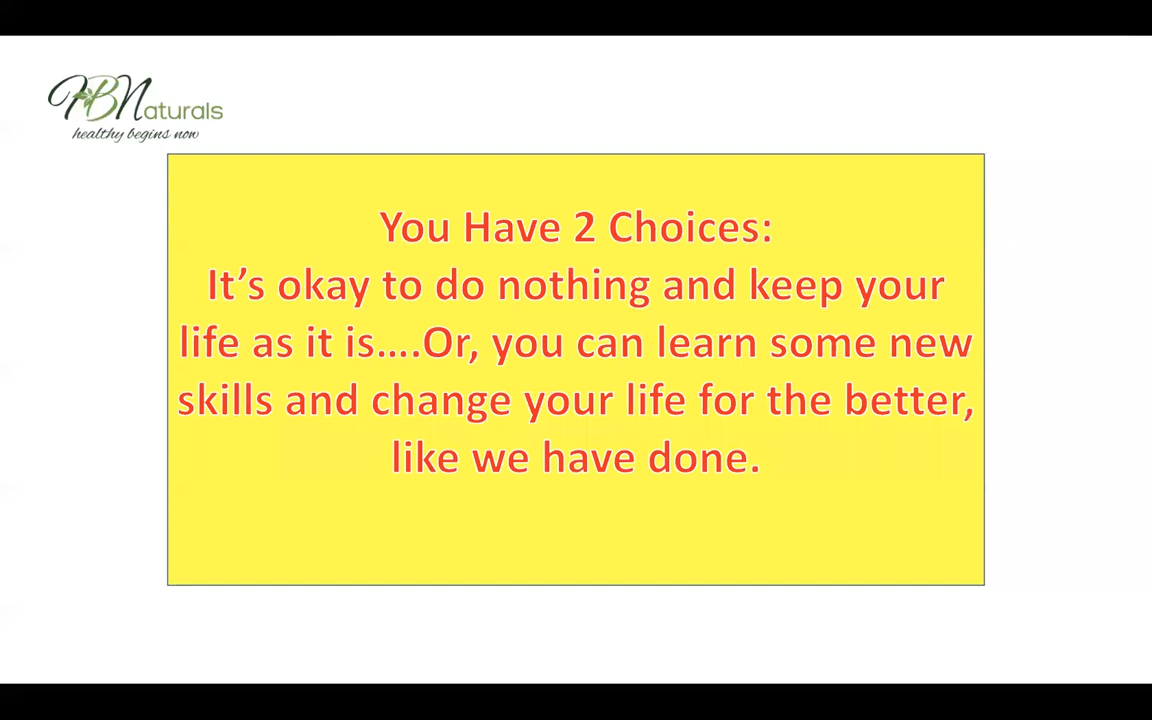 HBNaturals
healthy begins now
You Have 2 Choices:
It’s okay to do nothing and keep your
life as it is….Or, you can learn some new
skills and change your life for the better,
like we have done.